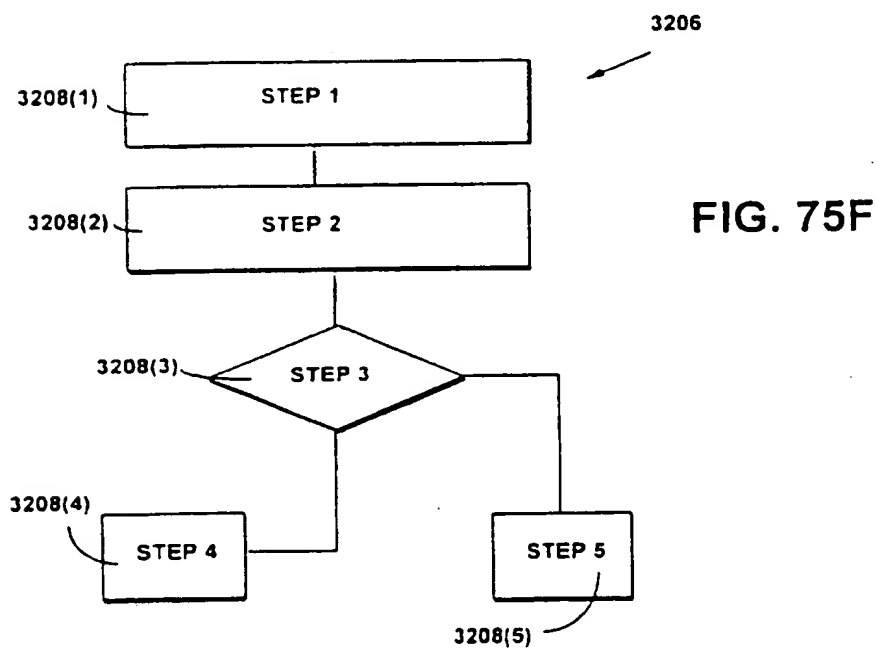 3206
3208(1)
STEP 1
3208(2)
STEP 2
FIG. 75F
3208(3)
STEP 3
3208(4)
STEP 4
STEP 5
3208(5)